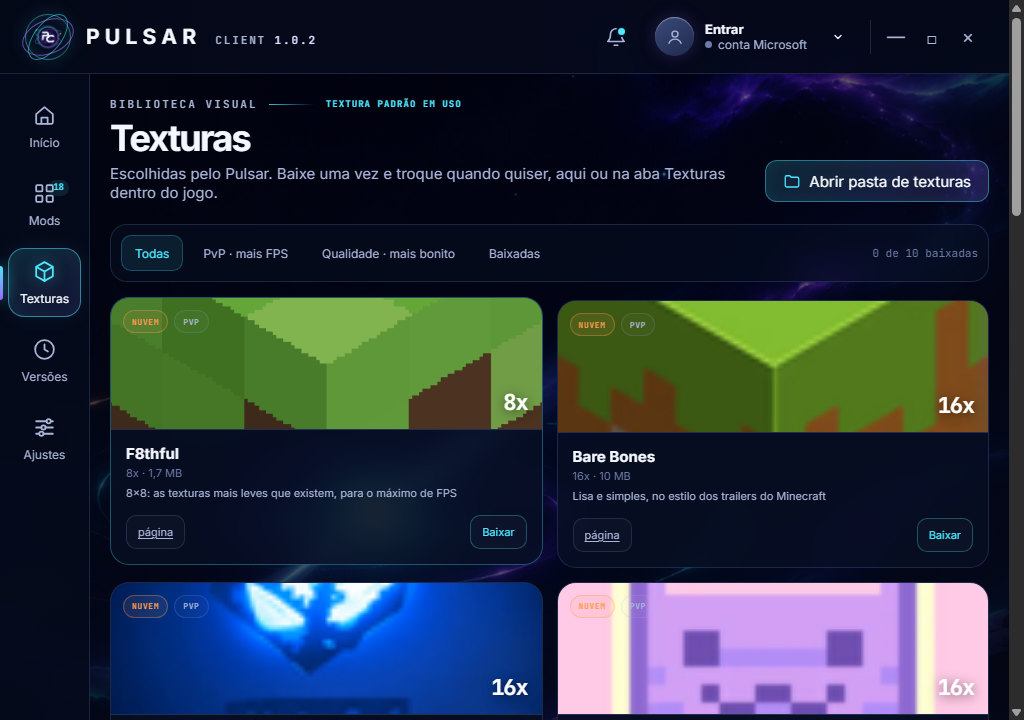 PULSAR CLIENT 1.0.2
Entrar
conta Microsoft
BIBLIOTECA VISUAL TEXTURA PADRÃO EM USO
Texturas
Escolhidas pelo Pulsar. Baixe uma vez e troque quando quiser, aqui ou na aba Texturas
dentro do jogo.
Abrir pasta de texturas
Início
18
Mods
Texturas
Versões
Ajustes
Todas PvP · mais FPS Qualidade · mais bonito Baixadas 0 de 10 baixadas
NUVEM PVP
8x
F8thful
8x · 1,7 MB
8×8: as texturas mais leves que existem, para o máximo de FPS
página Baixar
NUVEM PVP
16x
Bare Bones
16x · 10 MB
Lisa e simples, no estilo dos trailers do Minecraft
página Baixar
NUVEM PVP
16x
NUVEM PVP
16x